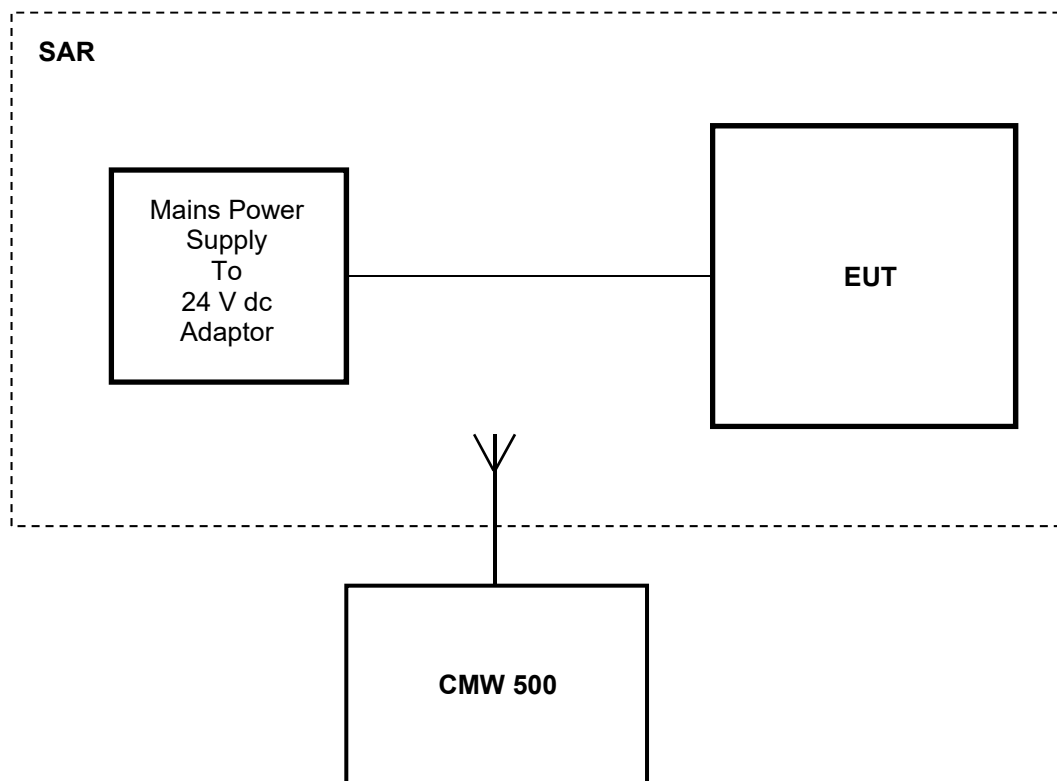 SAR
Mains Power
Supply
To
24 V dc
Adaptor
EUT
CMW 500